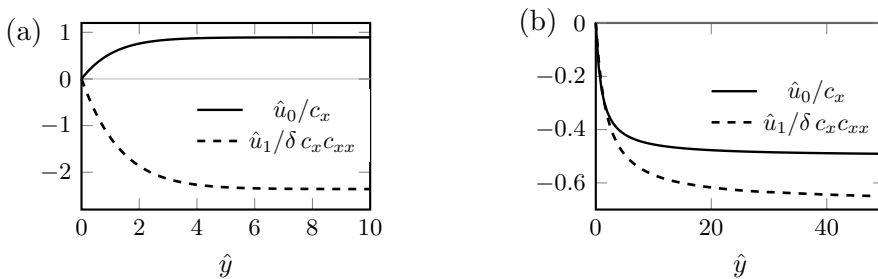 (a)
1
0
−1
−2
û₀/cₓ
û₁/δ cₓcₓₓ
0 2 4 6 8 10
ŷ
(b)
0
−0.2
−0.4
−0.6
û₀/cₓ
û₁/δ cₓcₓₓ
0 20 40
ŷ